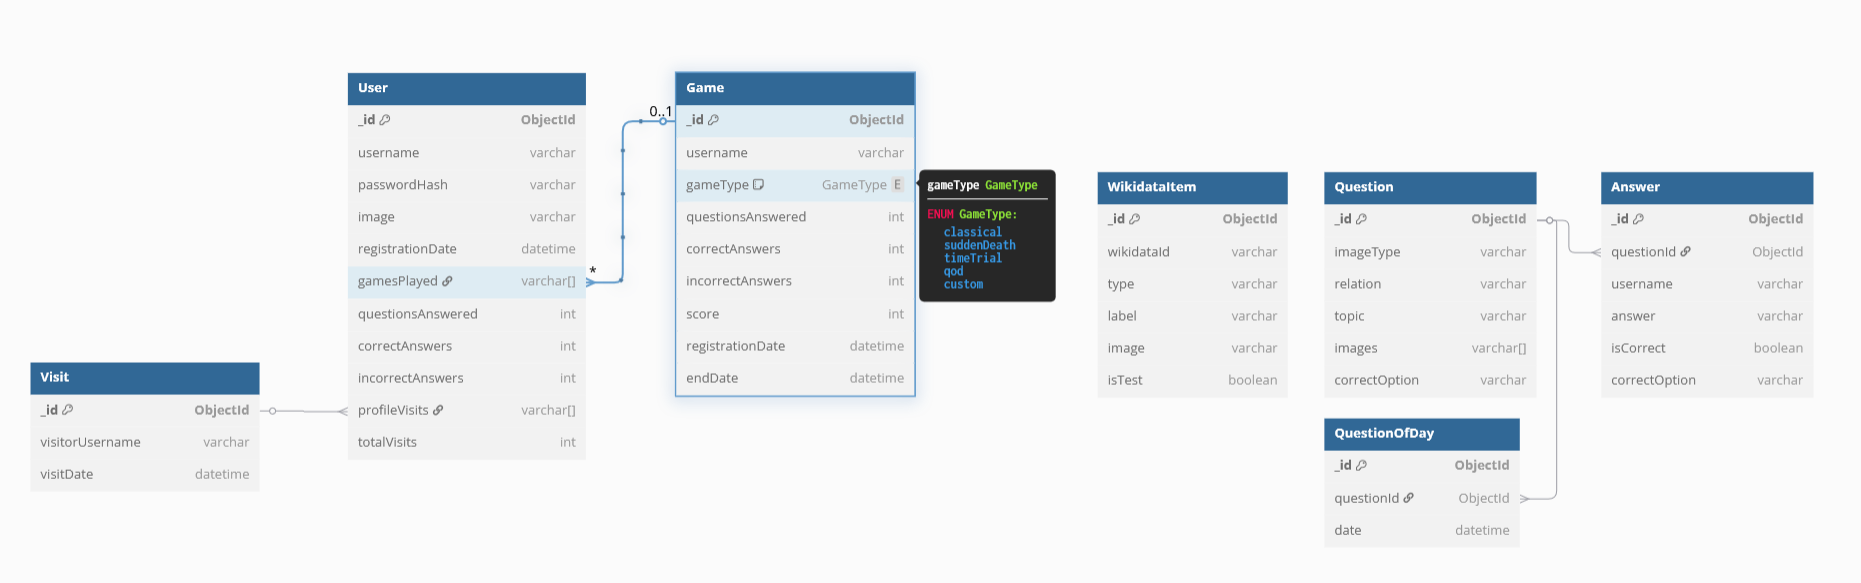 User
_id ObjectId
username varchar
passwordHash varchar
image varchar
registrationDate datetime
gamesPlayed varchar[]
questionsAnswered int
correctAnswers int
incorrectAnswers int
profileVisits varchar[]
totalVisits int
*
0..1
Game
_id ObjectId
username varchar
gameType GameType E
questionsAnswered int
correctAnswers int
incorrectAnswers int
score int
registrationDate datetime
endDate datetime
gameType GameType
ENUM GameType:
classical
suddenDeath
timeTrial
qod
custom
Visit
_id ObjectId
visitorUsername varchar
visitDate datetime
WikidataItem
_id ObjectId
wikidataId varchar
type varchar
label varchar
image varchar
isTest boolean
Question
_id ObjectId
imageType varchar
relation varchar
topic varchar
images varchar[]
correctOption varchar
Answer
_id ObjectId
questionId ObjectId
username varchar
answer varchar
isCorrect boolean
correctOption varchar
QuestionOfDay
_id ObjectId
questionId ObjectId
date datetime